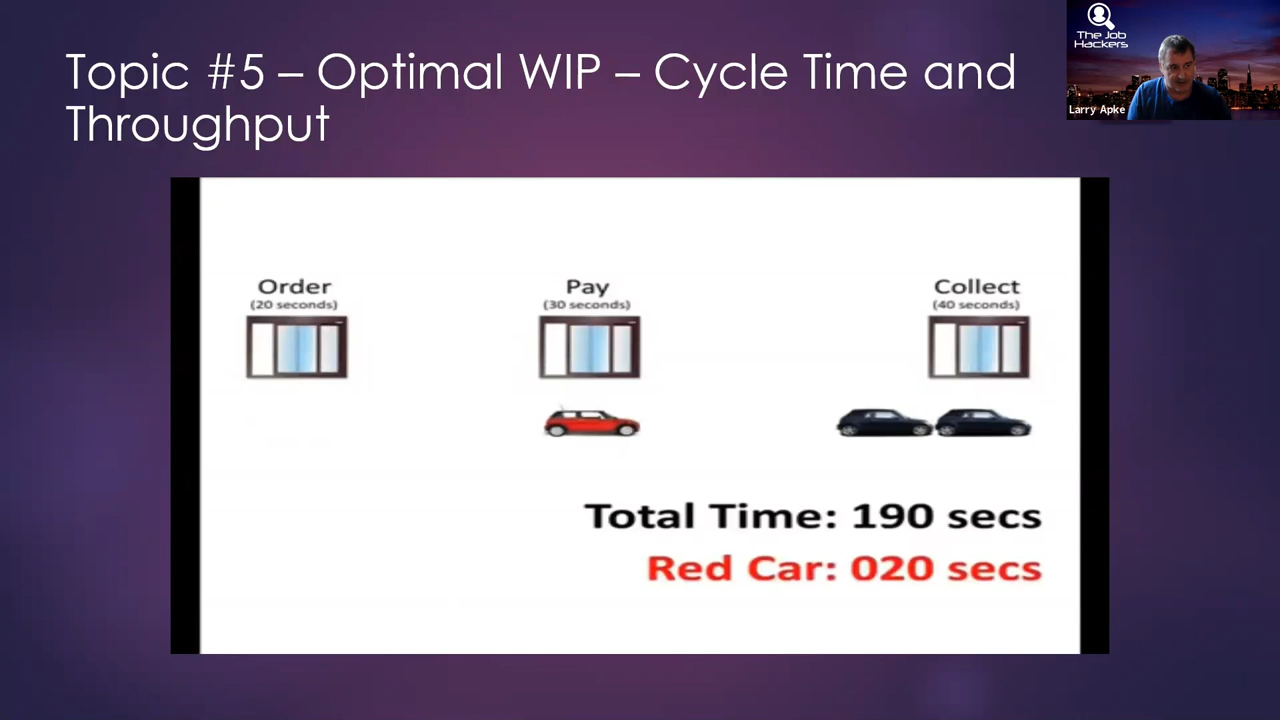 Topic #5 – Optimal WIP – Cycle Time and
Throughput
The Job
Hackers
Larry Apke
Order
(20 seconds)
Pay
(30 seconds)
Collect
(40 seconds)
Total Time: 190 secs
Red Car: 020 secs